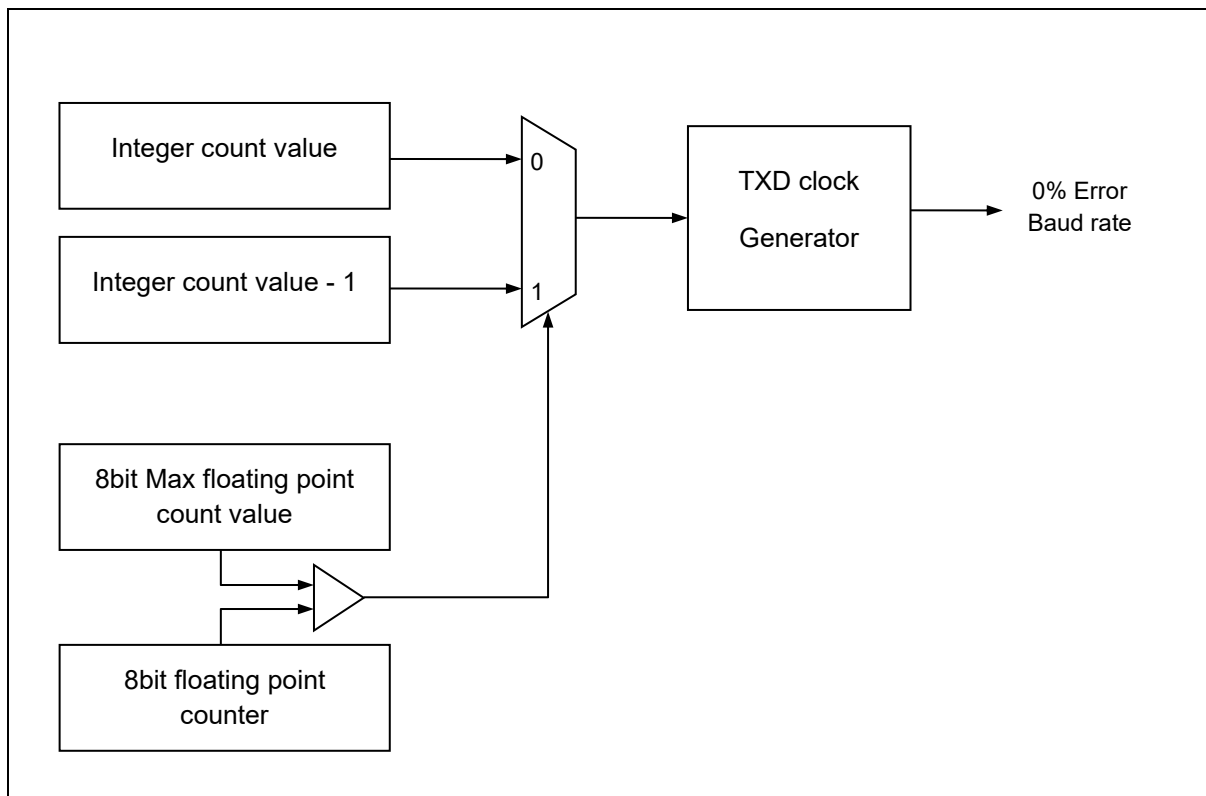 Integer count value
0
Integer count value - 1
1
TXD clock
Generator
0% Error
Baud rate
8bit Max floating point
count value
8bit floating point
counter